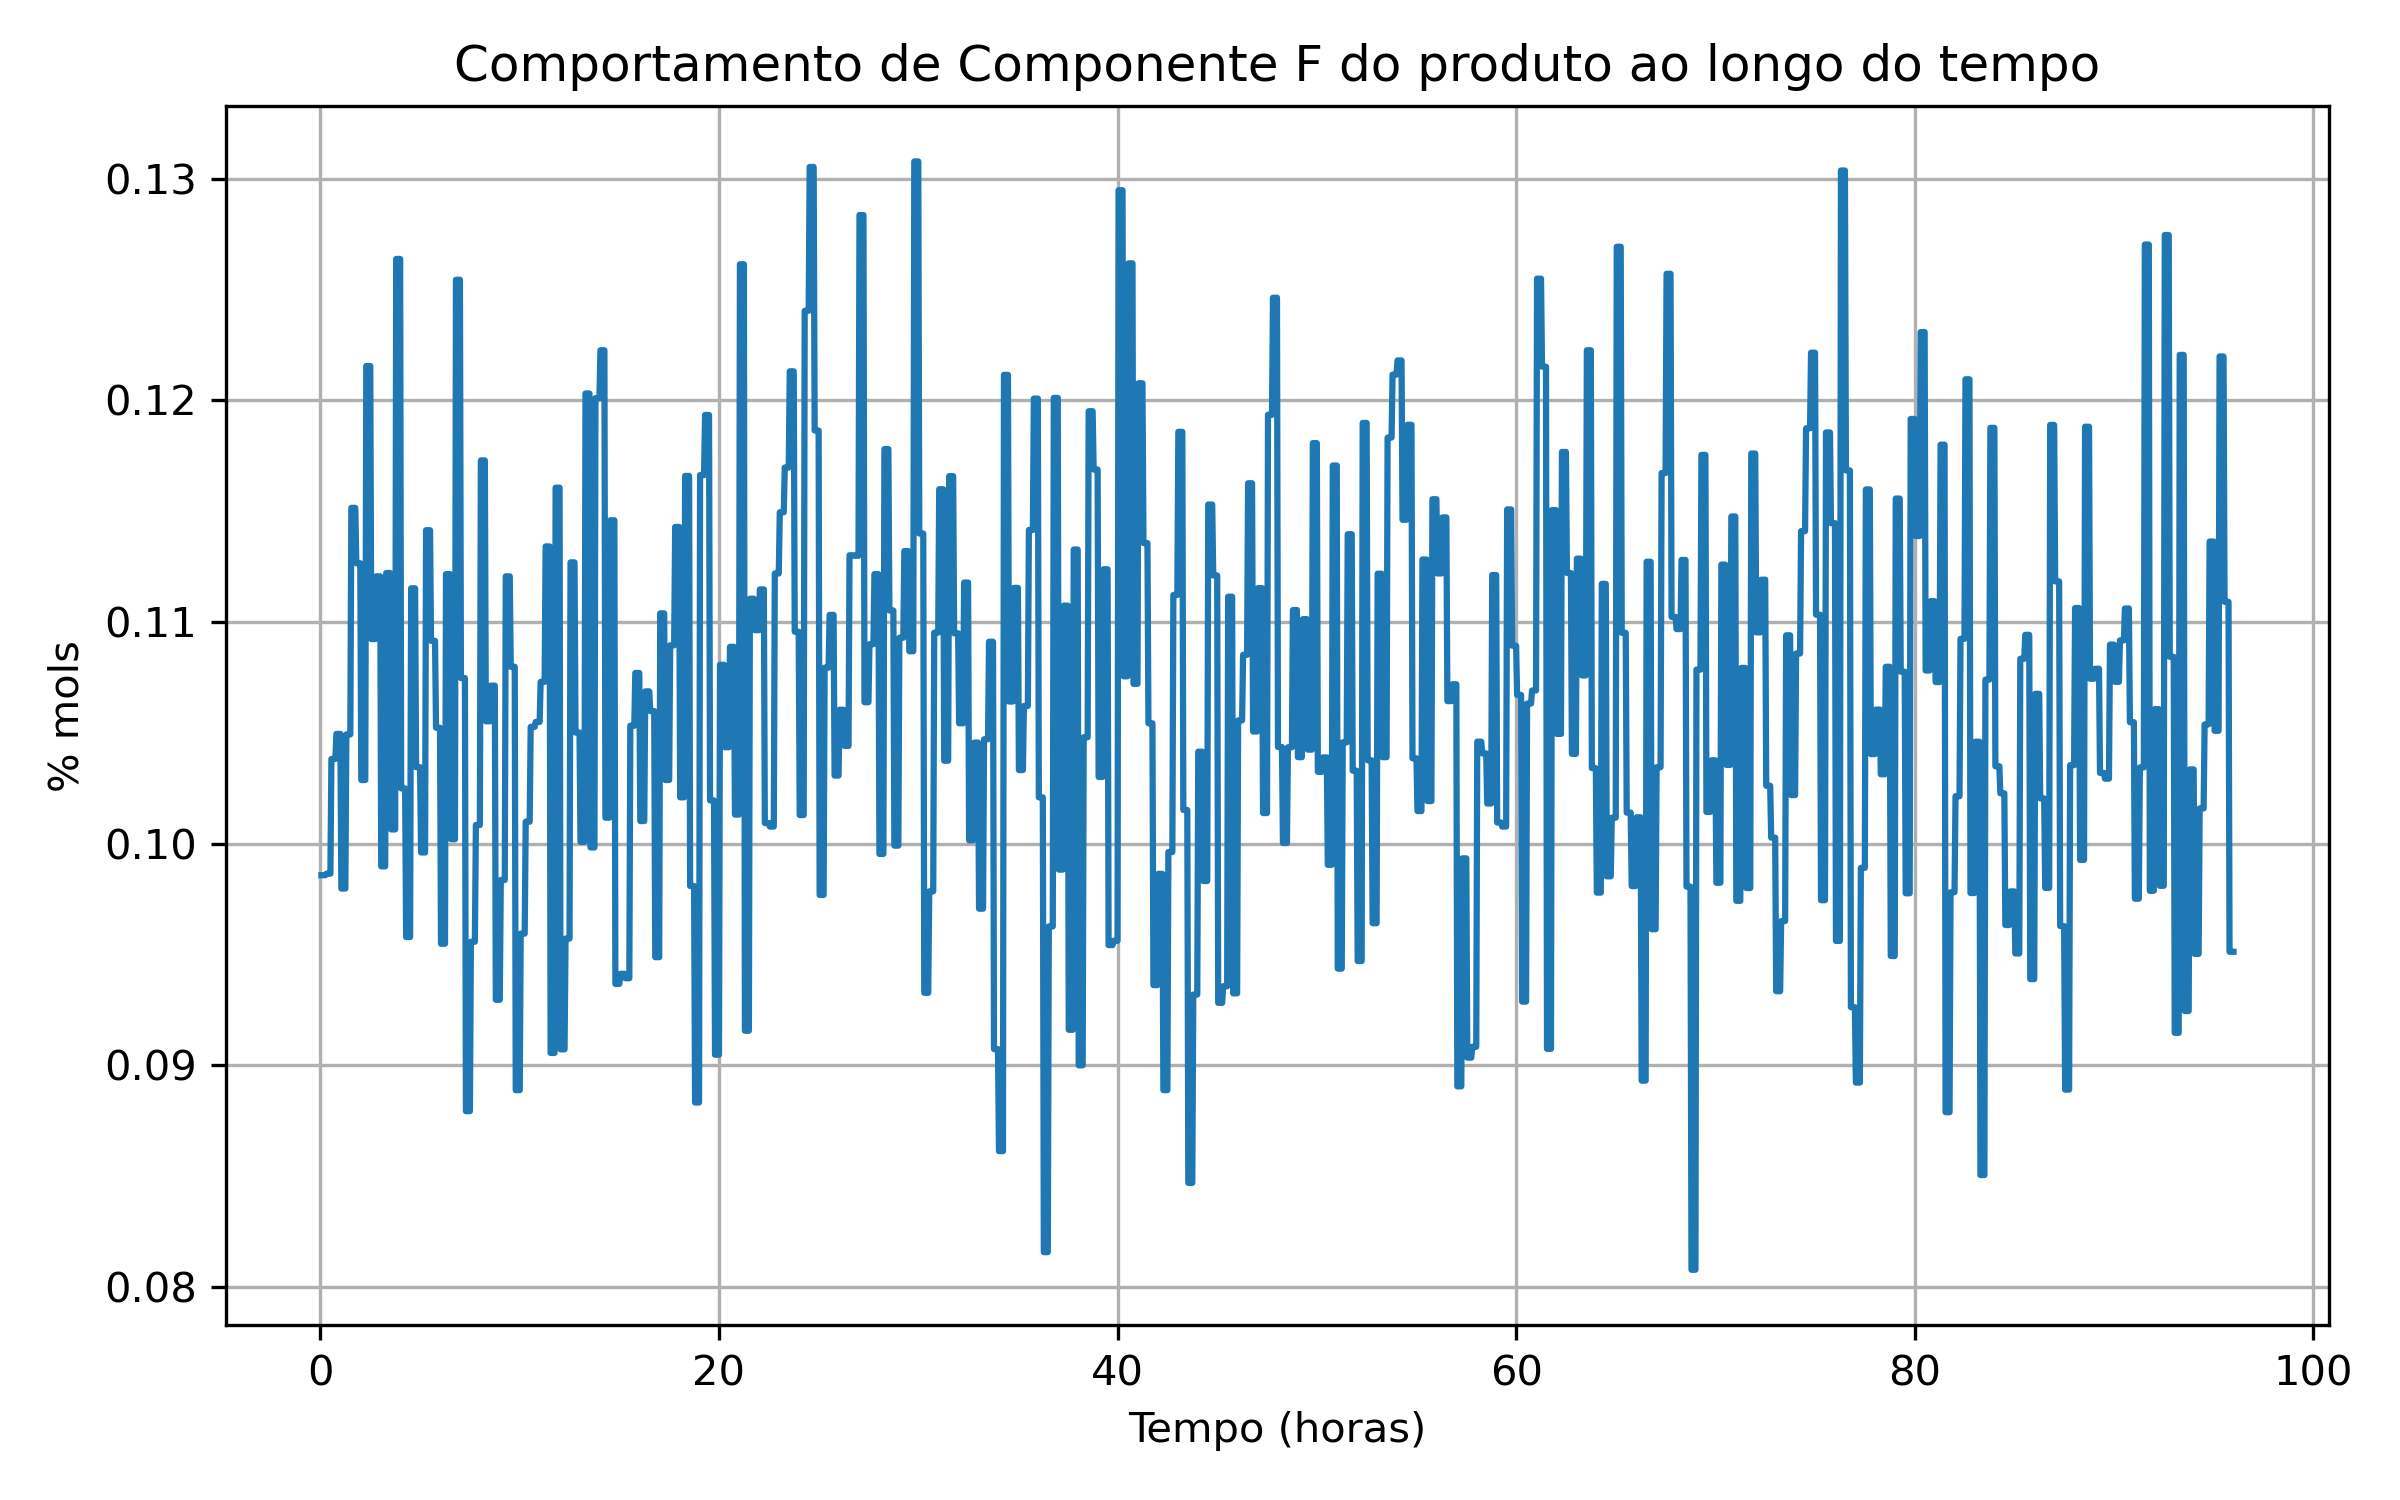 Comportamento de Componente F do produto ao longo do tempo
% mols
0.13
0.12
0.11
0.10
0.09
0.08
0 20 40 60 80 100
Tempo (horas)